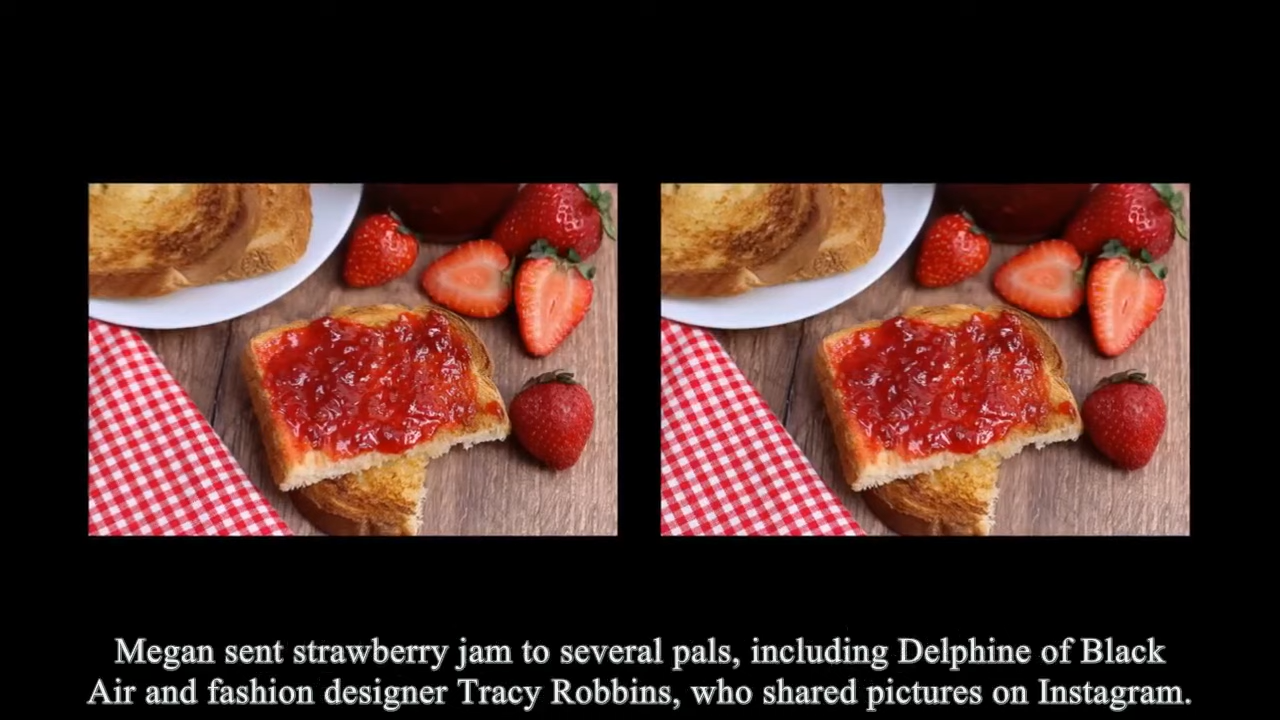 Megan sent strawberry jam to several pals, including Delphine of Black
Air and fashion designer Tracy Robbins, who shared pictures on Instagram.